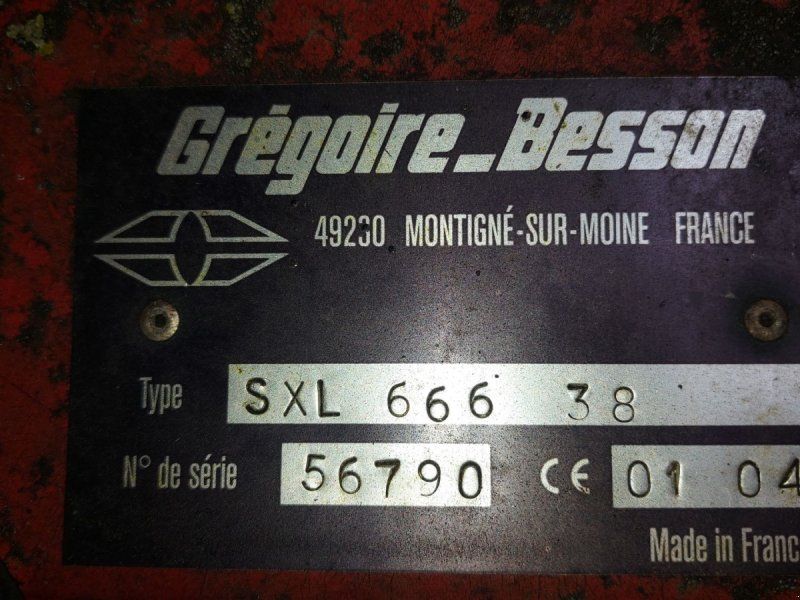 Grégoire_Besson
49230 MONTIGNÉ-SUR-MOINE FRANCE
Type SXL 666 38
N° de série 56790 CE 01 04
Made in Franc